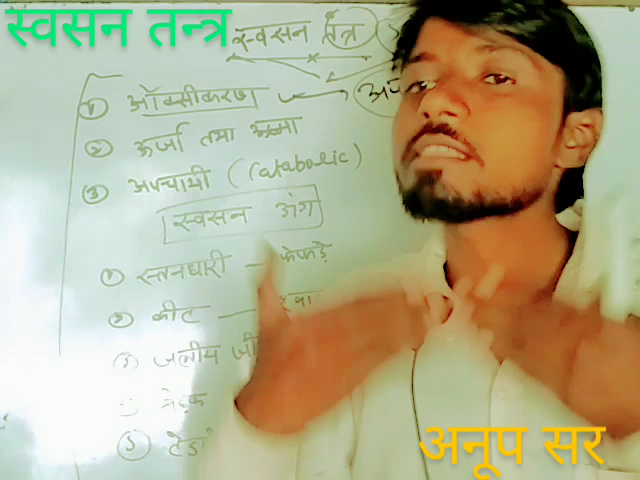 स्वसन तन्त्र
स्वसन तंत्र
① ऑक्सीकरण
② ऊर्जा तथा ऊष्मा
③ अपचायी (Catabolic)
स्वसन अंग
① स्तनधारी — फेफड़े
② कीट —
③ जलीय
मेढ़क
⑤
अनूप सर